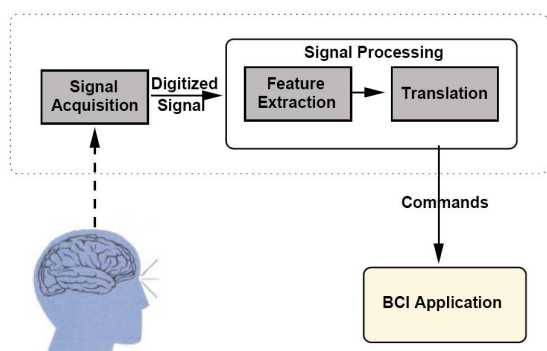 Signal Processing
Signal
Acquisition
Digitized
Signal
Feature
Extraction
Translation
Commands
BCI Application